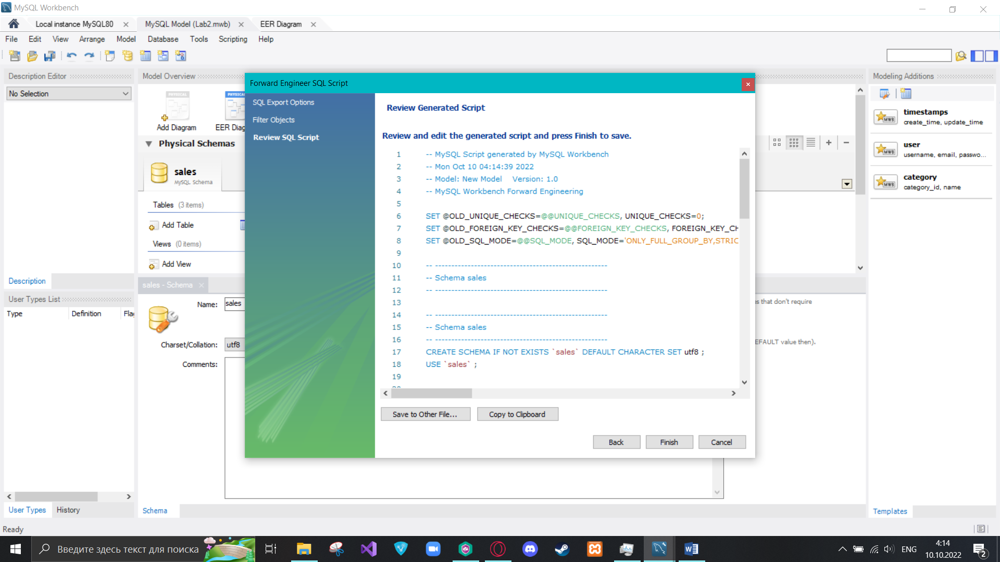 MySQL Workbench
Local instance MySQL80
MySQL Model (Lab2.mwb)
EER Diagram
File Edit View Arrange Model Database Tools Scripting Help
Description Editor
No Selection
Description
User Types List
Type Definition
User Types History
Ready
Model Overview
PHYSICAL
Add Diagram
Physical Schemas
sales
MySQL Schema
Tables (3 items)
Add Table
Views (0 items)
Add View
sales - Schema
Name: sales
Charset/Collation: utf8
Comments:
Schema
Forward Engineer SQL Script
SQL Export Options
Filter Objects
Review SQL Script
Review Generated Script
Review and edit the generated script and press Finish to save.
1 -- MySQL Script generated by MySQL Workbench
2 -- Mon Oct 10 04:14:39 2022
3 -- Model: New Model    Version: 1.0
4 -- MySQL Workbench Forward Engineering
5
6 SET @OLD_UNIQUE_CHECKS=@@UNIQUE_CHECKS, UNIQUE_CHECKS=0;
7 SET @OLD_FOREIGN_KEY_CHECKS=@@FOREIGN_KEY_CHECKS, FOREIGN_KEY_CH
8 SET @OLD_SQL_MODE=@@SQL_MODE, SQL_MODE='ONLY_FULL_GROUP_BY,STRIC
9
10 -- -----------------------------------------------------
11 -- Schema sales
12 -- -----------------------------------------------------
13
14 -- -----------------------------------------------------
15 -- Schema sales
16 -- -----------------------------------------------------
17 CREATE SCHEMA IF NOT EXISTS `sales` DEFAULT CHARACTER SET utf8 ;
18 USE `sales` ;
19
Save to Other File...
Copy to Clipboard
Back
Finish
Cancel
that don't require
value then).
Modeling Additions
timestamps
create_time, update_time
user
username, email, passwo...
category
category_id, name
Templates
Введите здесь текст для поиска
ENG
4:14
10.10.2022
2